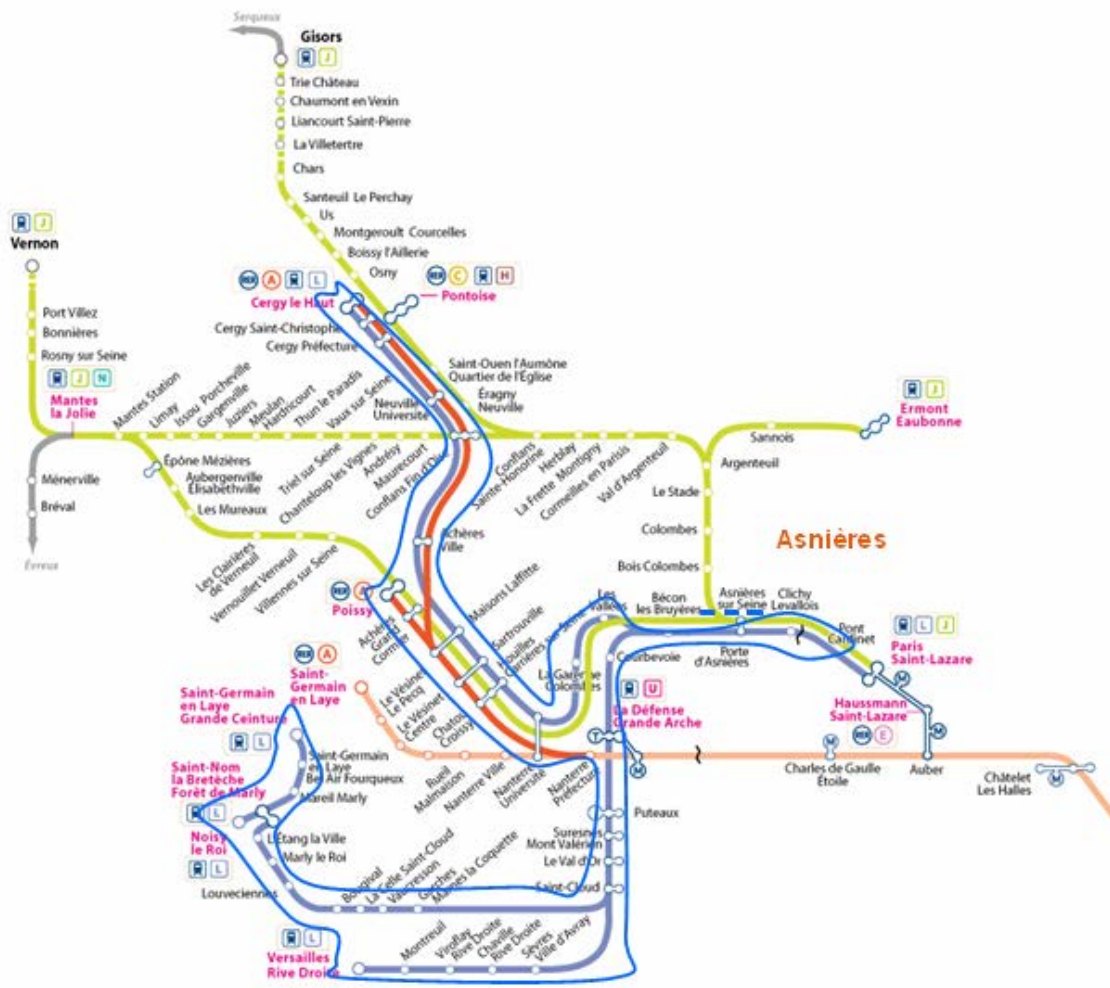 Serqueux
Gisors
J
Trie Château
Chaumont en Vexin
Liancourt Saint-Pierre
La Villetertre
Chars
Santeuil Le Perchay
Us
Montgeroult Courcelles
Boissy l'Aillerie
Osny
J
Vernon
RER A L
Cergy le Haut
RER C H
Pontoise
Port Villez
Bonnières
Rosny sur Seine
Cergy Saint-Christophe
Cergy Préfecture
J N
Mantes
la Jolie
Saint-Ouen l'Aumône
Quartier de l'Église
Éragny
Neuville
Neuville
Université
Mantes Station
Limay
Issou Porcheville
Gargenville
Juziers
Meulan
Hardricourt
Thun le Paradis
Vaux sur Seine
J
Ermont
Eaubonne
Sannois
Argenteuil
Ménerville
Bréval
Évreux
Épône Mézières
Aubergenville
Élisabethville
Les Mureaux
Triel sur Seine
Chanteloup les Vignes
Andrésy
Maurecourt
Conflans Fin d'Oise
Conflans
Sainte-Honorine
Herblay
La Frette Montigny
Cormeilles en Parisis
Val d'Argenteuil
Le Stade
Colombes
Bois Colombes
Asnières
Achères
Ville
Les Clairières
de Verneuil
Vernouillet Verneuil
Villennes sur Seine
RER A
Poissy
Achères
Grand
Cormier
Maisons Laffitte
Sartrouville
Houilles
Carrières sur Seine
Les
Vallées
Bécon
les Bruyères
Asnières
sur Seine
Clichy
Levallois
Pont
Cardinet
L J
Paris
Saint-Lazare
La Garenne
Colombes
Courbevoie
Porte
d'Asnières
U
La Défense
Grande Arche
Haussmann
Saint-Lazare
RER E
RER A
Saint-
Germain
en Laye
Saint-Germain
en Laye
Grande Ceinture
L
Le Vésinet
Le Pecq
Le Vésinet
Centre
Chatou
Croissy
Rueil
Malmaison
Nanterre Ville
Nanterre
Université
Nanterre
Préfecture
T
M
M
M
M
Charles de Gaulle
Étoile
Auber
Châtelet
Les Halles
M
Saint-Germain
en Laye
Bel Air Fourqueux
Mareil Marly
Saint-Nom
la Bretèche
Forêt de Marly
L
Noisy
le Roi
L
L'Étang la Ville
Marly le Roi
Louveciennes
Bougival
La Celle Saint-Cloud
Vaucresson
Garches
Marnes la Coquette
Puteaux
Suresnes
Mont Valérien
Le Val d'Or
Saint-Cloud
L
Versailles
Rive Droite
Montreuil
Viroflay
Rive Droite
Chaville
Rive Droite
Sèvres
Ville d'Avray